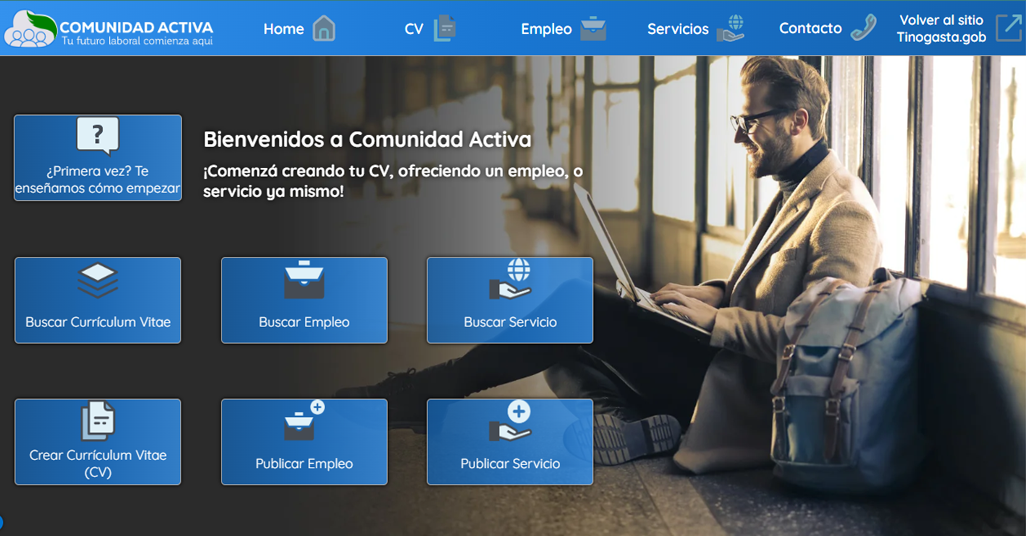 COMUNIDAD ACTIVA
Tu futuro laboral comienza aqui
Home
CV
Empleo
Servicios
Contacto
Volver al sitio
Tinogasta.gob
?
¿Primera vez? Te
enseñamos cómo empezar
Bienvenidos a Comunidad Activa
¡Comenzá creando tu CV, ofreciendo un empleo, o
servicio ya mismo!
Buscar Currículum Vitae
Buscar Empleo
Buscar Servicio
Crear Currículum Vitae
(CV)
Publicar Empleo
Publicar Servicio